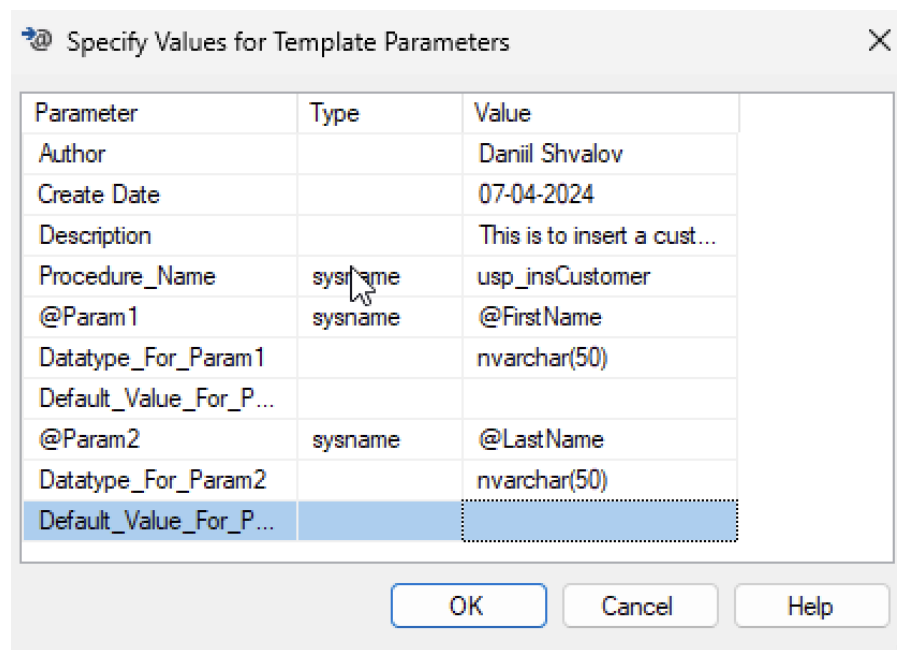 Specify Values for Template Parameters
Parameter Type Value
Author Daniil Shvalov
Create Date 07-04-2024
Description This is to insert a cust...
Procedure_Name sysname usp_insCustomer
@Param1 sysname @FirstName
Datatype_For_Param1 nvarchar(50)
Default_Value_For_P...
@Param2 sysname @LastName
Datatype_For_Param2 nvarchar(50)
Default_Value_For_P...
OK Cancel Help